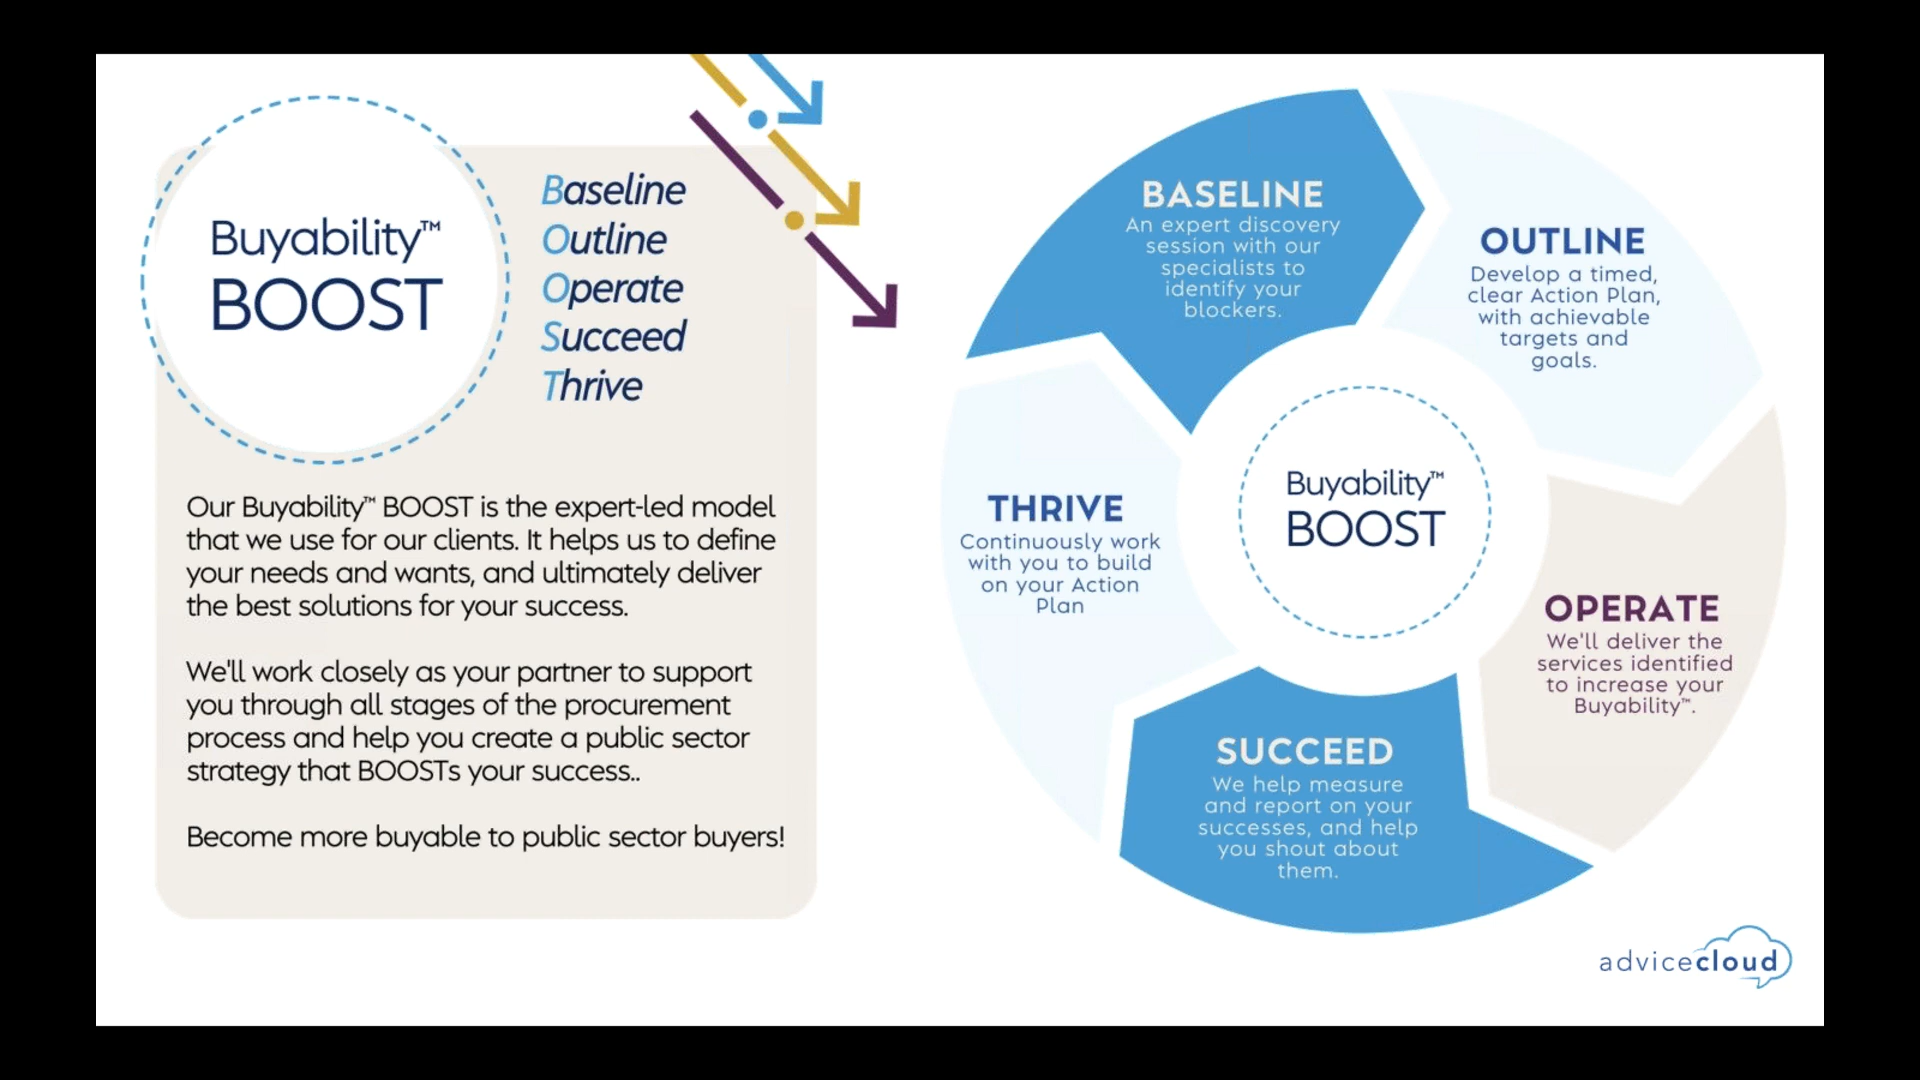 Buyability™
BOOST
Baseline
Outline
Operate
Succeed
Thrive
Our Buyability™ BOOST is the expert-led model
that we use for our clients. It helps us to define
your needs and wants, and ultimately deliver
the best solutions for your success.
We'll work closely as your partner to support
you through all stages of the procurement
process and help you create a public sector
strategy that BOOSTs your success..
Become more buyable to public sector buyers!
BASELINE
An expert discovery
session with our
specialists to
identify your
blockers.
OUTLINE
Develop a timed,
clear Action Plan,
with achievable
targets and
goals.
OPERATE
We'll deliver the
services identified
to increase your
Buyability™.
SUCCEED
We help measure
and report on your
successes, and help
you shout about
them.
THRIVE
Continuously work
with you to build
on your Action
Plan
Buyability™
BOOST
advicecloud